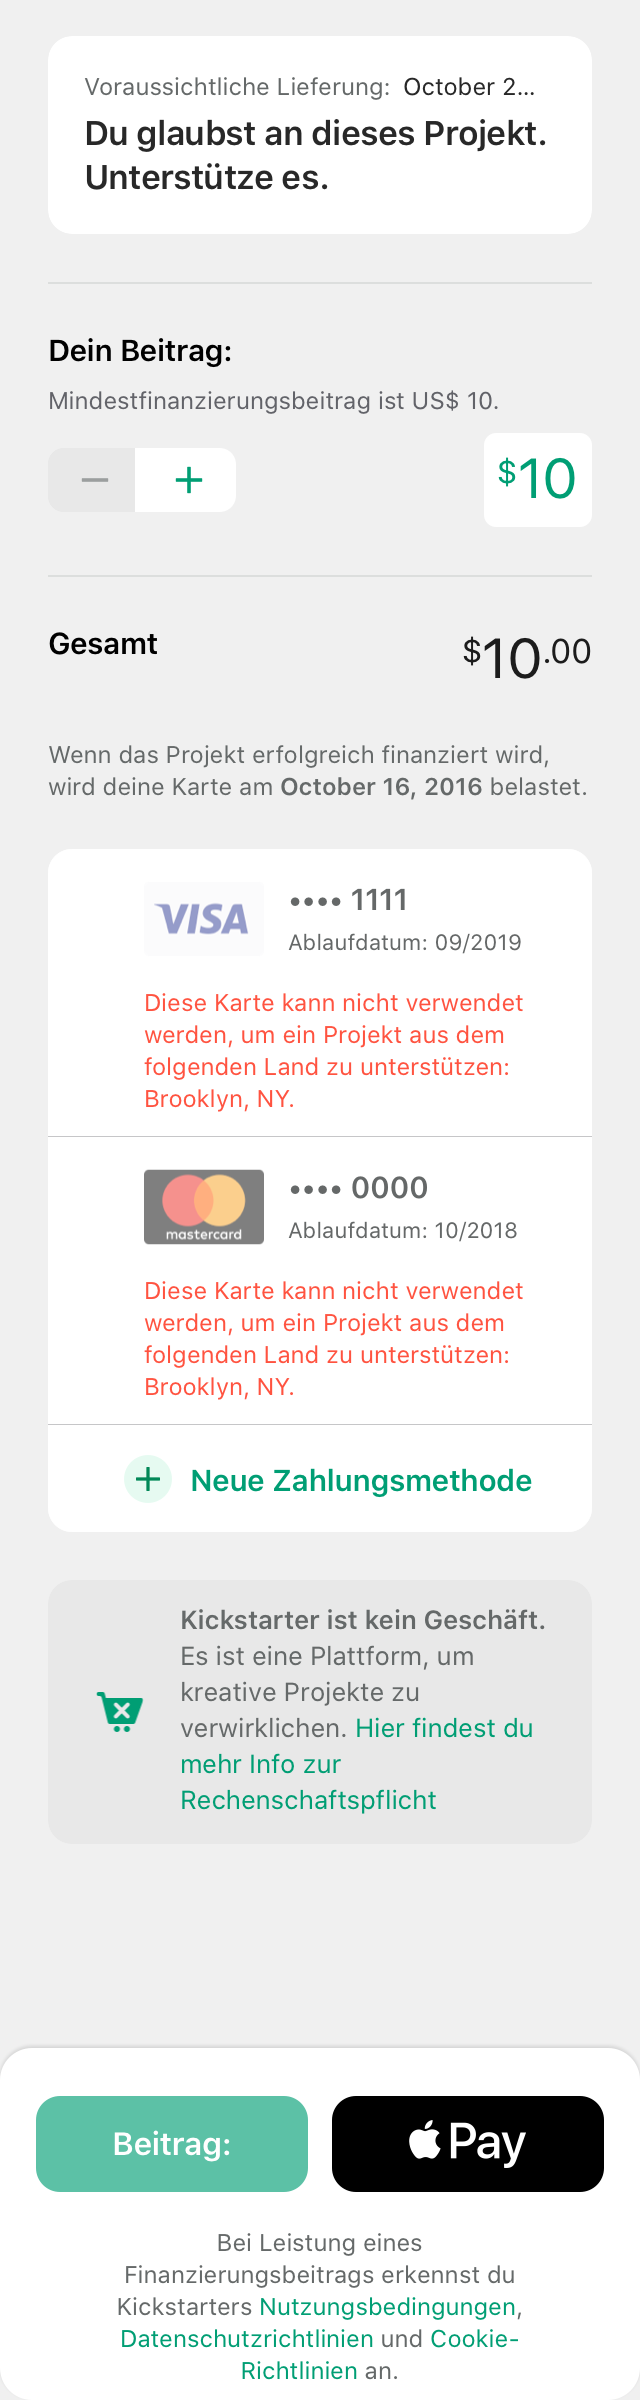 Voraussichtliche Lieferung: October 2...
Du glaubst an dieses Projekt.
Unterstütze es.
Dein Beitrag:
Mindestfinanzierungsbeitrag ist US$ 10.
— +
$10
Gesamt
$10.00
Wenn das Projekt erfolgreich finanziert wird,
wird deine Karte am October 16, 2016 belastet.
VISA
•••• 1111
Ablaufdatum: 09/2019
Diese Karte kann nicht verwendet
werden, um ein Projekt aus dem
folgenden Land zu unterstützen:
Brooklyn, NY.
mastercard
•••• 0000
Ablaufdatum: 10/2018
Diese Karte kann nicht verwendet
werden, um ein Projekt aus dem
folgenden Land zu unterstützen:
Brooklyn, NY.
+ Neue Zahlungsmethode
Kickstarter ist kein Geschäft.
Es ist eine Plattform, um
kreative Projekte zu
verwirklichen. Hier findest du
mehr Info zur
Rechenschaftspflicht
Beitrag:
Pay
Bei Leistung eines
Finanzierungsbeitrags erkennst du
Kickstarters Nutzungsbedingungen,
Datenschutzrichtlinien und Cookie-
Richtlinien an.